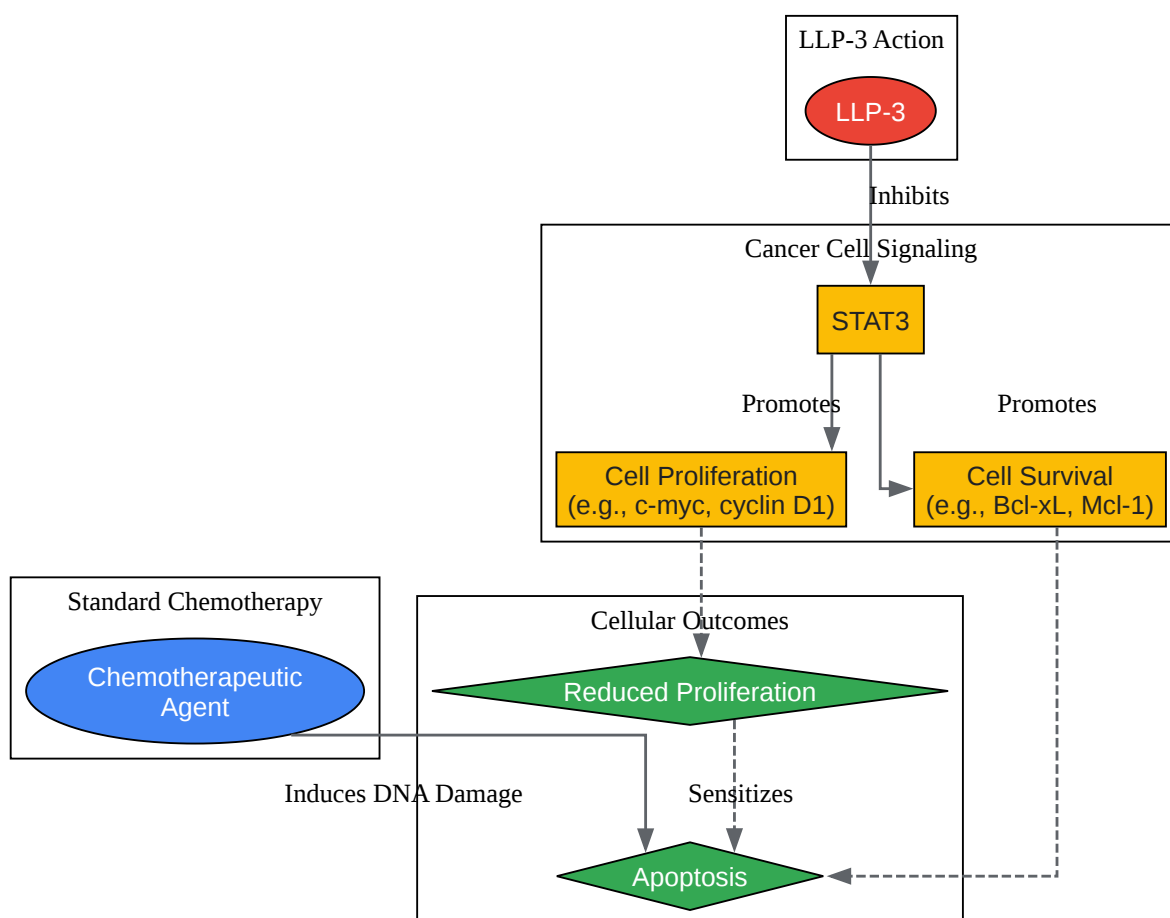 LLP-3 Action
LLP-3
Inhibits
Cancer Cell Signaling
STAT3
Promotes
Promotes
Cell Proliferation
(e.g., c-myc, cyclin D1)
Cell Survival
(e.g., Bcl-xL, Mcl-1)
Standard Chemotherapy
Chemotherapeutic
Agent
Cellular Outcomes
Reduced Proliferation
Induces DNA Damage
Sensitizes
Apoptosis